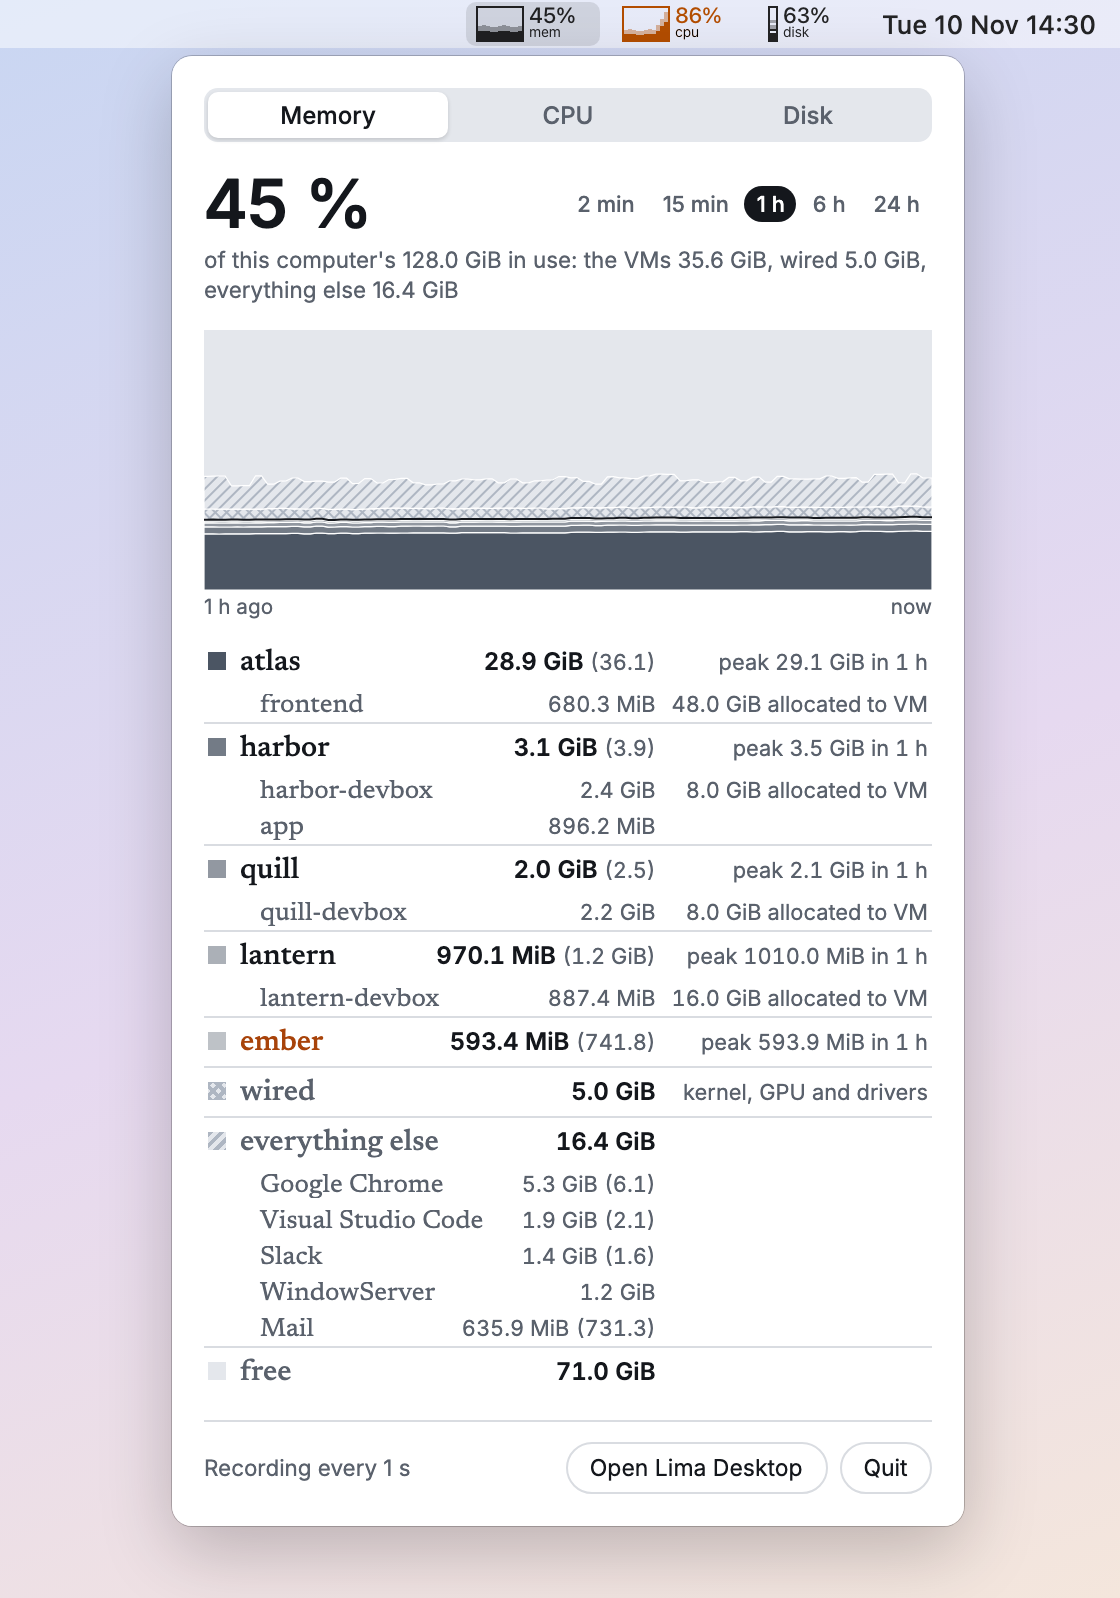 45%
mem
86%
cpu
63%
disk
Tue 10 Nov 14:30
Memory CPU Disk
45 % 2 min 15 min 1 h 6 h 24 h
of this computer's 128.0 GiB in use: the VMs 35.6 GiB, wired 5.0 GiB,
everything else 16.4 GiB
1 h ago now
atlas 28.9 GiB (36.1) peak 29.1 GiB in 1 h
frontend 680.3 MiB 48.0 GiB allocated to VM
harbor 3.1 GiB (3.9) peak 3.5 GiB in 1 h
harbor-devbox 2.4 GiB 8.0 GiB allocated to VM
app 896.2 MiB
quill 2.0 GiB (2.5) peak 2.1 GiB in 1 h
quill-devbox 2.2 GiB 8.0 GiB allocated to VM
lantern 970.1 MiB (1.2 GiB) peak 1010.0 MiB in 1 h
lantern-devbox 887.4 MiB 16.0 GiB allocated to VM
ember 593.4 MiB (741.8) peak 593.9 MiB in 1 h
wired 5.0 GiB kernel, GPU and drivers
everything else 16.4 GiB
Google Chrome 5.3 GiB (6.1)
Visual Studio Code 1.9 GiB (2.1)
Slack 1.4 GiB (1.6)
WindowServer 1.2 GiB
Mail 635.9 MiB (731.3)
free 71.0 GiB
Recording every 1 s Open Lima Desktop Quit